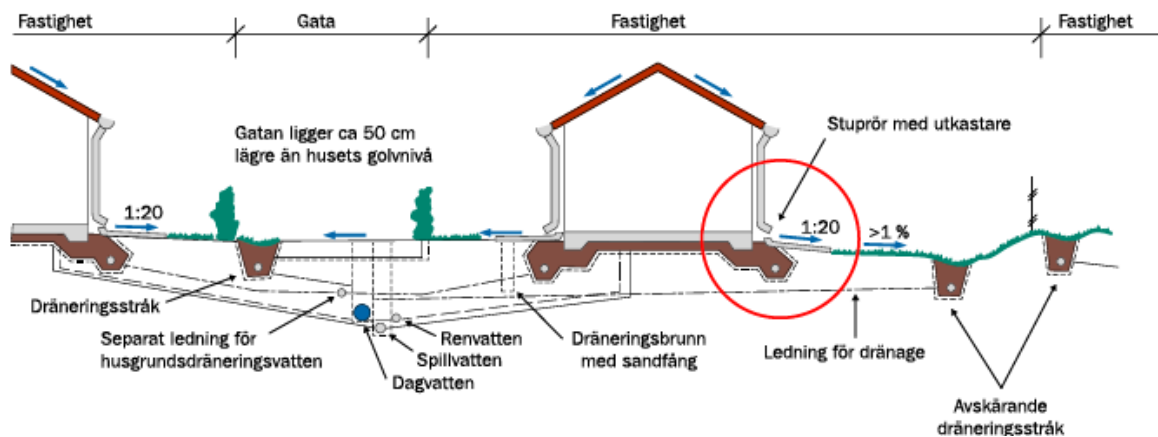 Fastighet
Gata
Fastighet
Fastighet
Gatan ligger ca 50 cm
lägre än husets golvnivå
Stuprör med utkastare
1:20
1:20
>1 %
Dräneringsstråk
Separat ledning för
husgrundsdräneringsvatten
Renvatten
Spillvatten
Dagvatten
Dräneringsbrunn
med sandfång
Ledning för dränage
Avskärande
dräneringsstråk